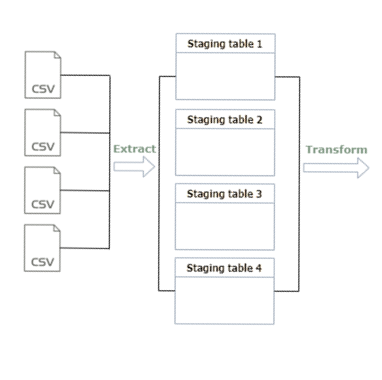 CSV
CSV
CSV
CSV
Extract
Staging table 1
Staging table 2
Staging table 3
Staging table 4
Transform